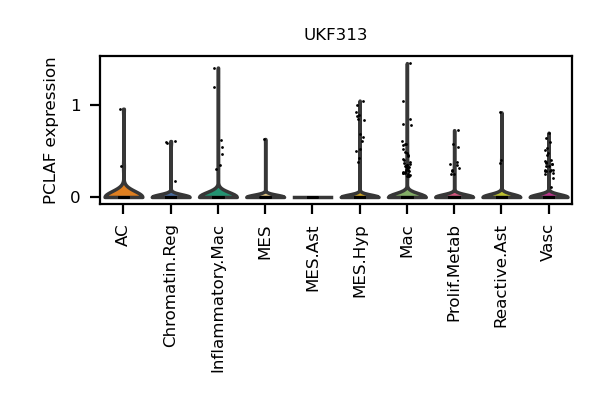 UKF313
PCLAF expression
1
0
AC
Chromatin.Reg
Inflammatory.Mac
MES
MES.Ast
MES.Hyp
Mac
Prolif.Metab
Reactive.Ast
Vasc